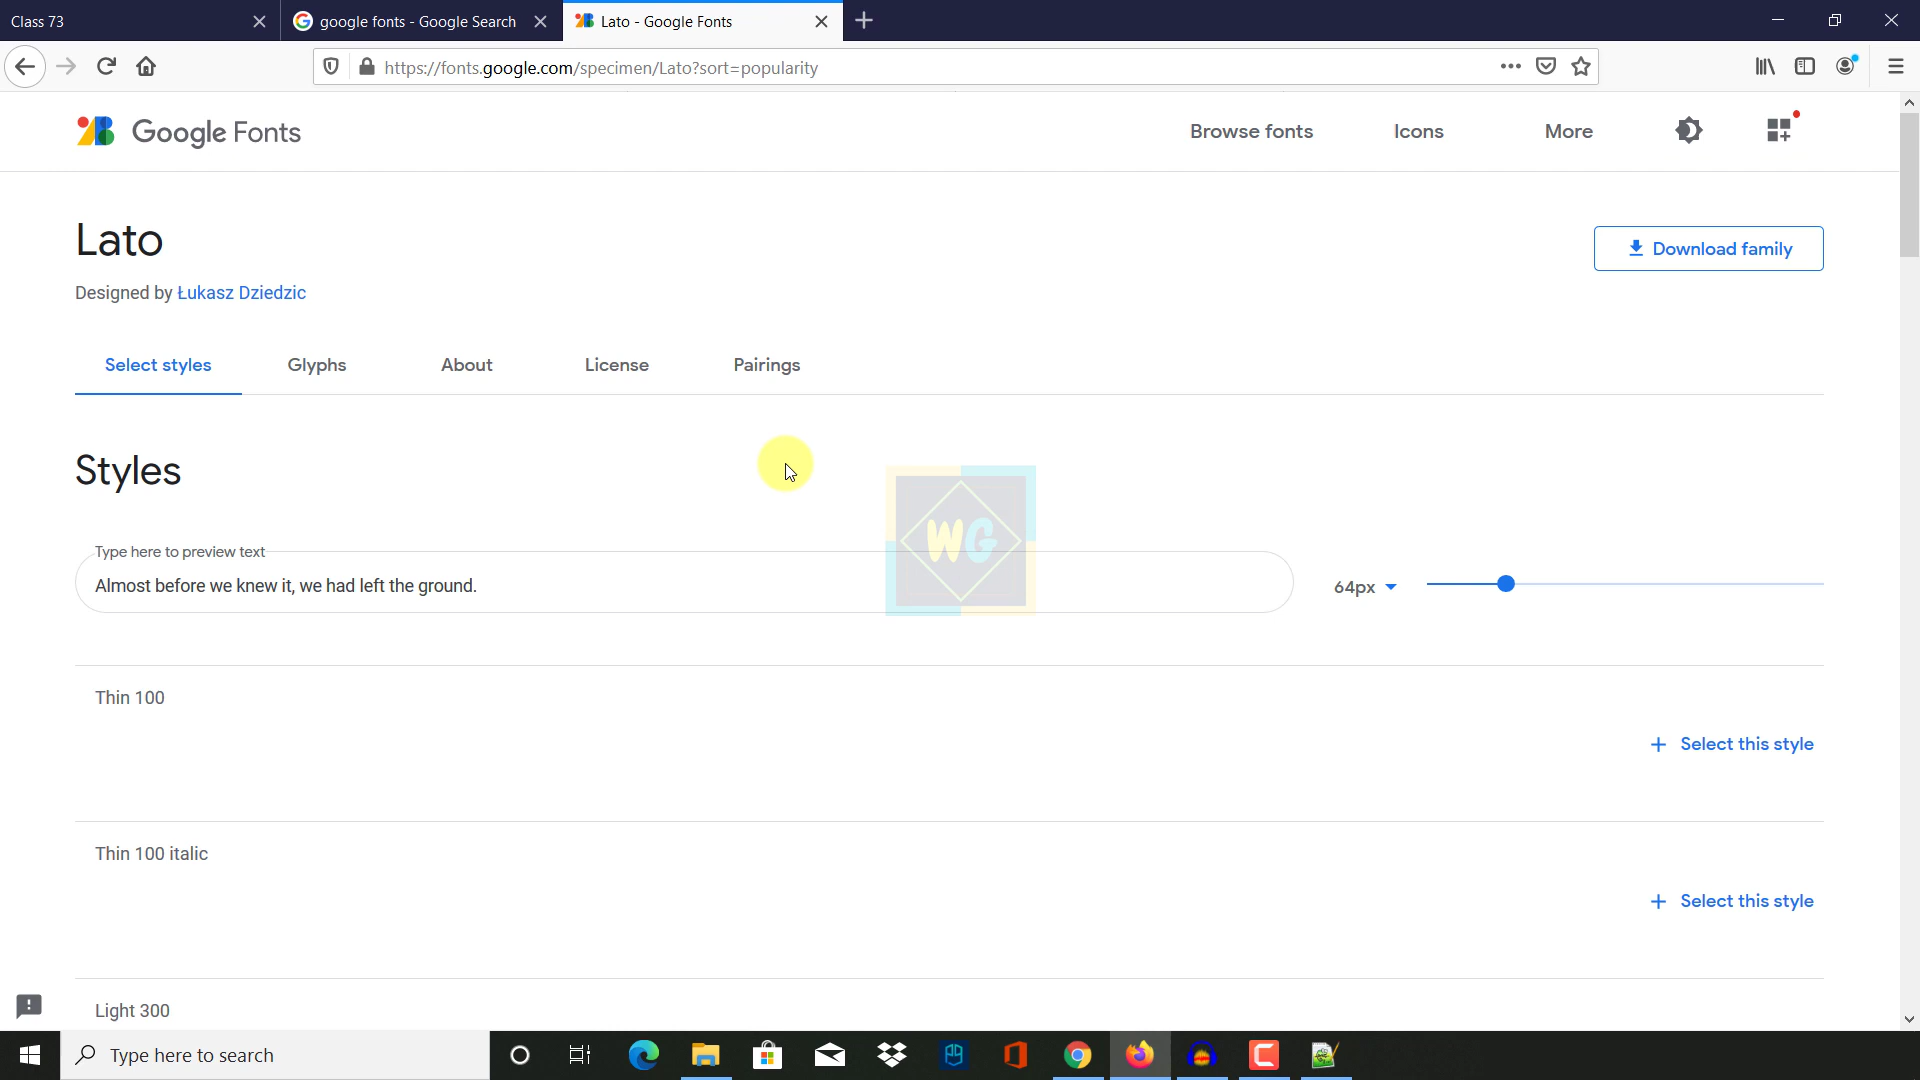 Class 73
google fonts - Google Search
Lato - Google Fonts
https://fonts.google.com/specimen/Lato?sort=popularity
Google Fonts
Browse fonts
Icons
More
Lato
Download family
Designed by Łukasz Dziedzic
Select styles
Glyphs
About
License
Pairings
Styles
WG
Type here to preview text
Almost before we knew it, we had left the ground.
64px
Thin 100
+ Select this style
Thin 100 italic
+ Select this style
Light 300
Type here to search